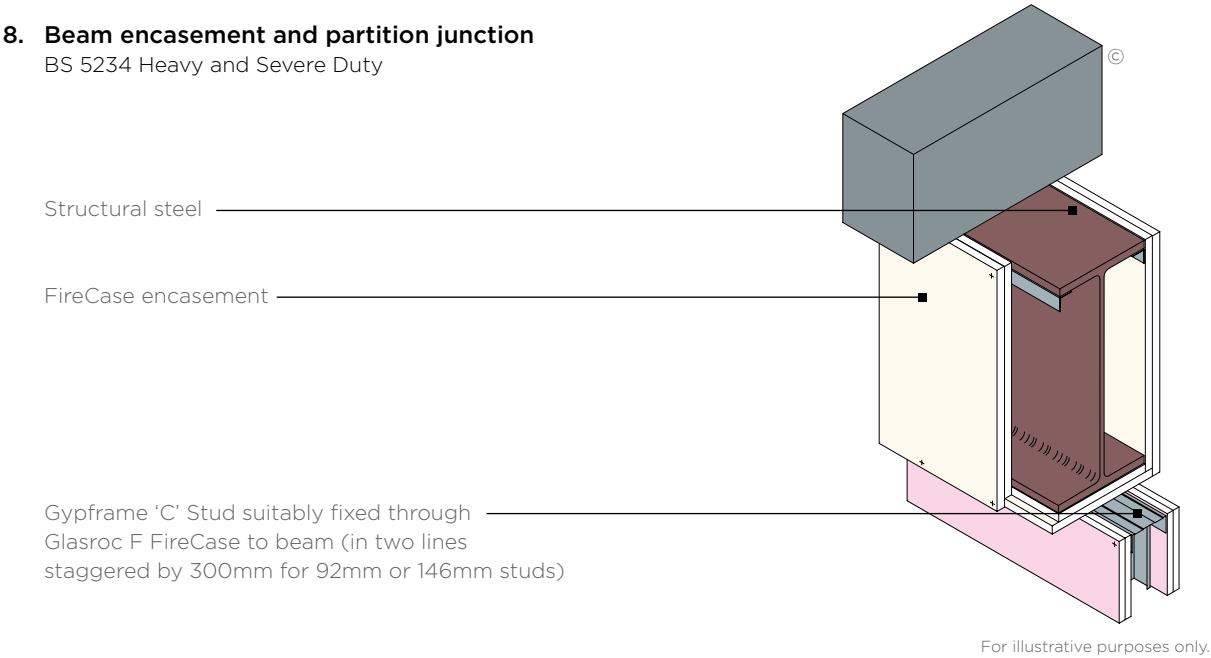 8. Beam encasement and partition junction
BS 5234 Heavy and Severe Duty
©
Structural steel
FireCase encasement
Gypframe ‘C’ Stud suitably fixed through
Glasroc F FireCase to beam (in two lines
staggered by 300mm for 92mm or 146mm studs)
For illustrative purposes only.